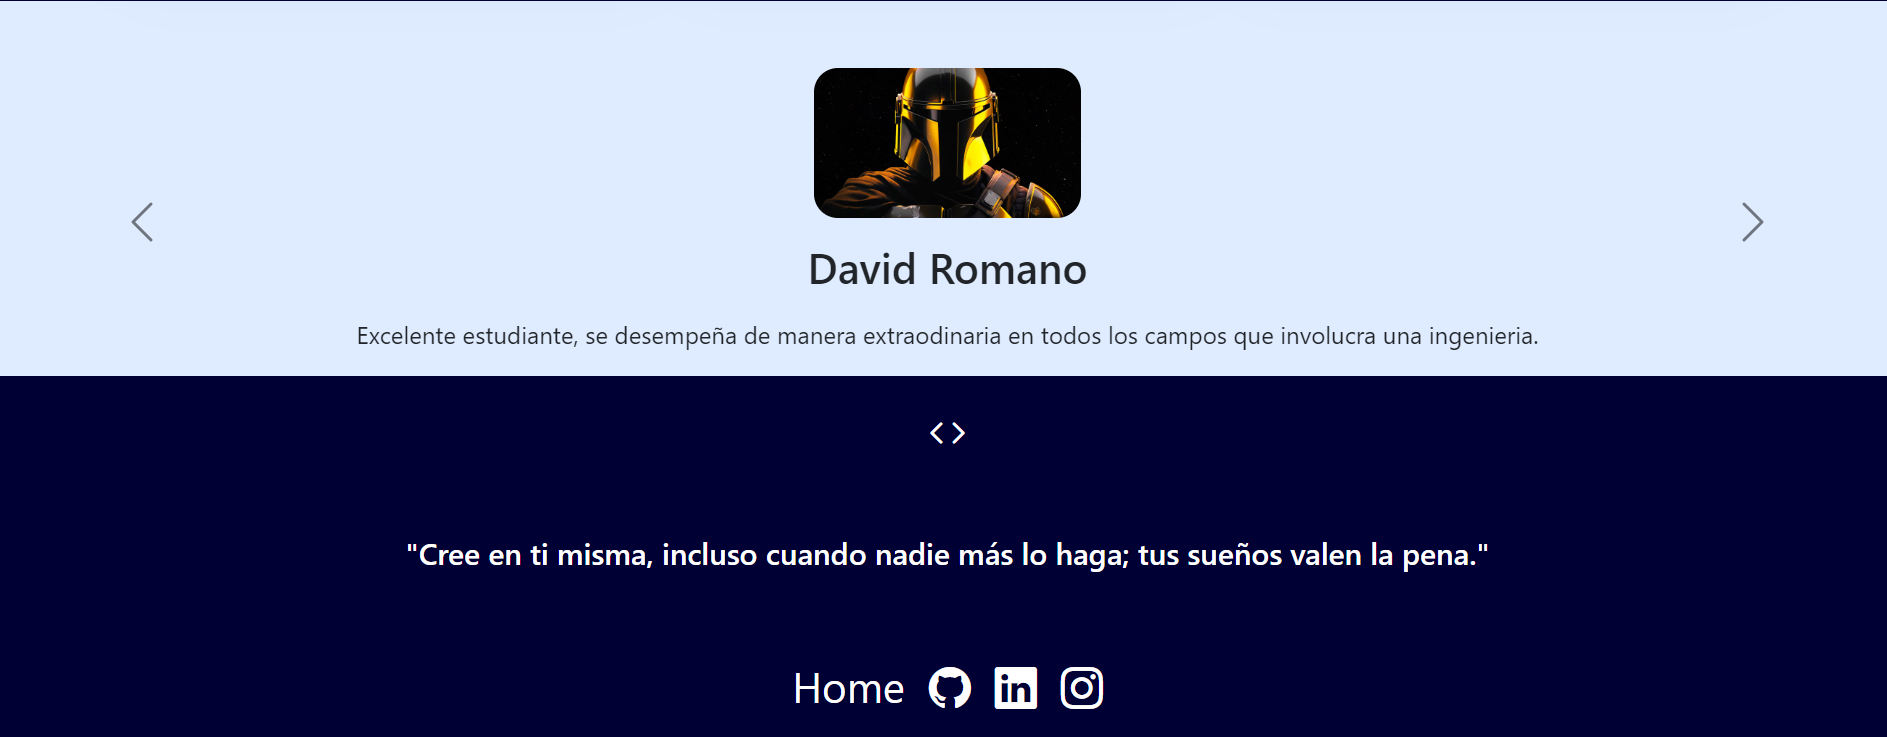 David Romano
Excelente estudiante, se desempeña de manera extraodinaria en todos los campos que involucra una ingenieria.
"Cree en ti misma, incluso cuando nadie más lo haga; tus sueños valen la pena."
Home